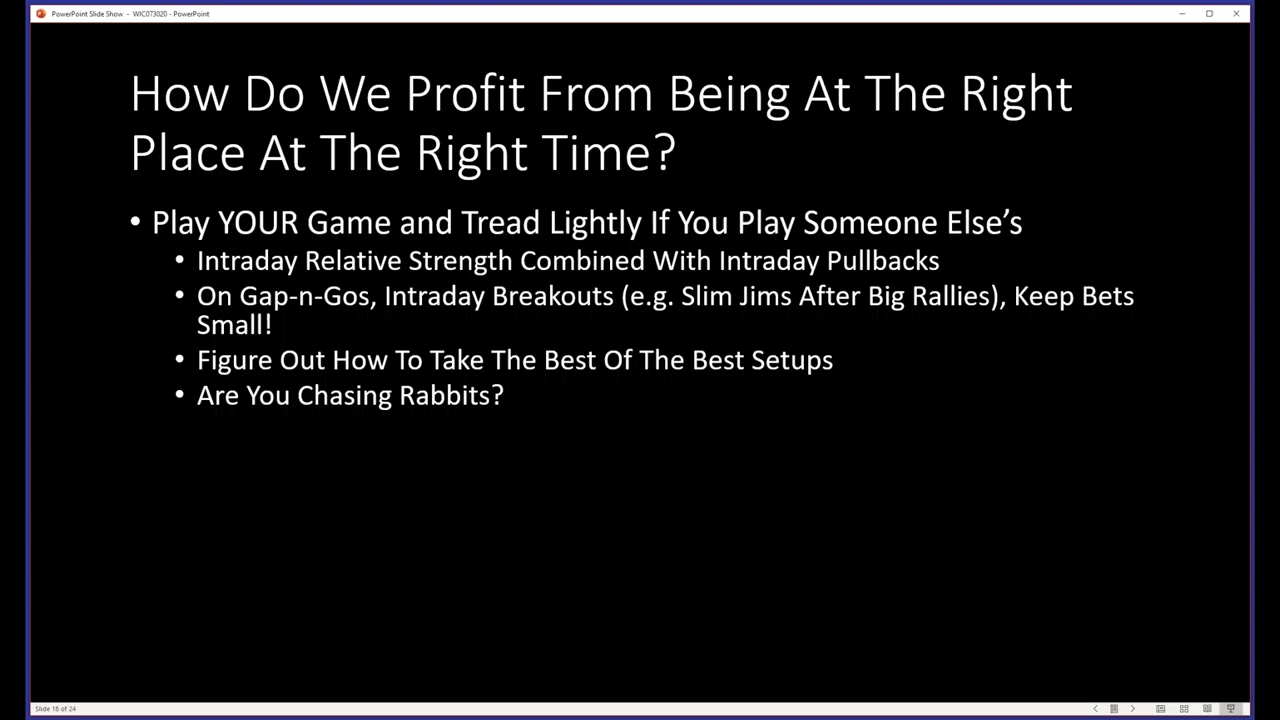 PowerPoint Slide Show - WIC073020 - PowerPoint
How Do We Profit From Being At The Right
Place At The Right Time?
• Play YOUR Game and Tread Lightly If You Play Someone Else’s
• Intraday Relative Strength Combined With Intraday Pullbacks
• On Gap-n-Gos, Intraday Breakouts (e.g. Slim Jims After Big Rallies), Keep Bets
Small!
• Figure Out How To Take The Best Of The Best Setups
• Are You Chasing Rabbits?
Slide 18 of 24